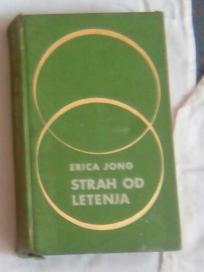 ERICA JONG
STRAH OD
LETENJA